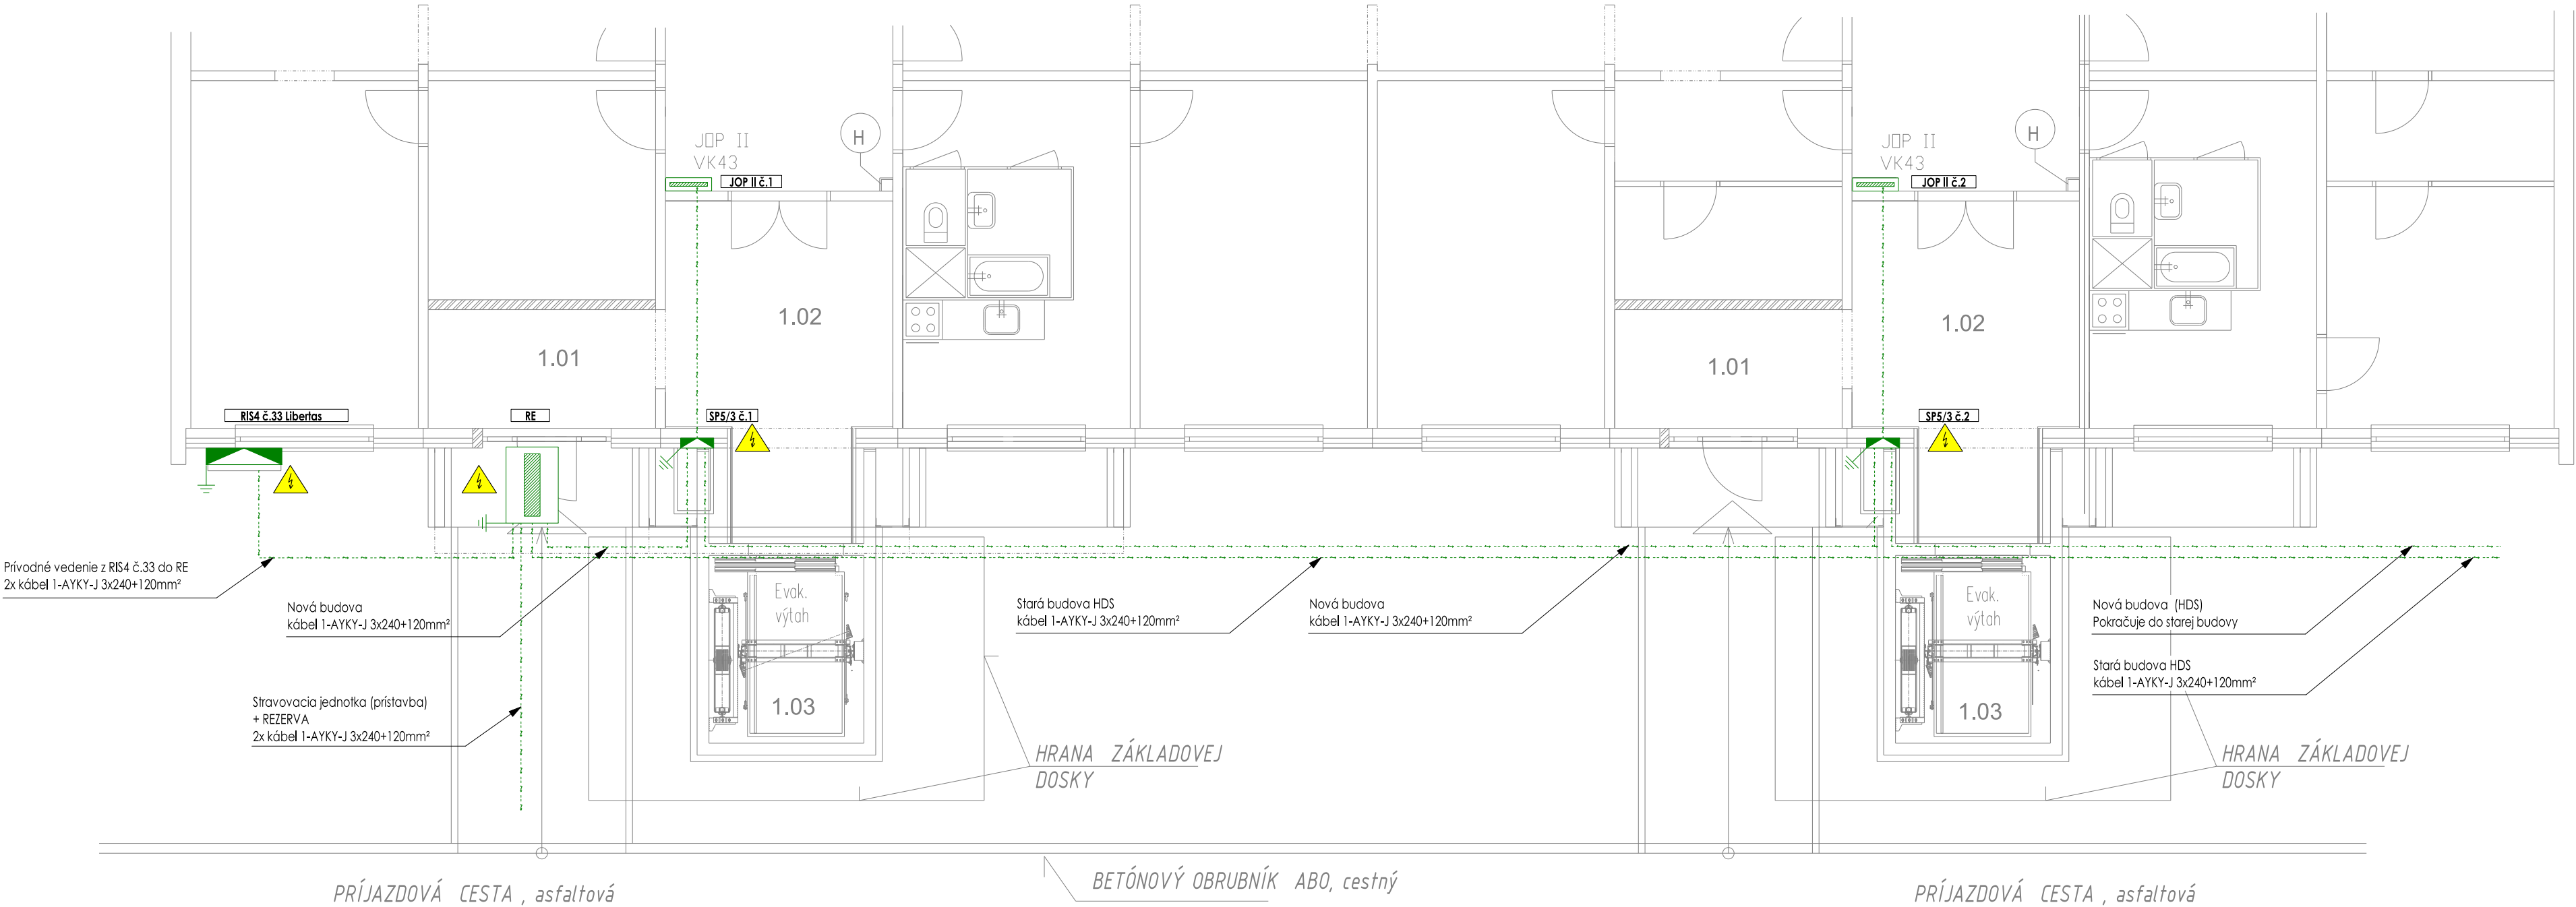 JOP II
VK43
H
JOP II č.1
1.02
1.01
RIS4 č.33 Libertas
RE
SP5/3 č.1
JOP II
VK43
H
JOP II č.2
1.02
1.01
SP5/3 č.2
Prívodné vedenie z RIS4 č.33 do RE
2x kábel 1-AYKY-J 3x240+120mm²
Nová budova
kábel 1-AYKY-J 3x240+120mm²
Stravovacia jednotka (prístavba)
+ REZERVA
2x kábel 1-AYKY-J 3x240+120mm²
Evak.
výtah
1.03
Stará budova HDS
kábel 1-AYKY-J 3x240+120mm²
Nová budova
kábel 1-AYKY-J 3x240+120mm²
Evak.
výtah
1.03
Nová budova (HDS)
Pokračuje do starej budovy
Stará budova HDS
kábel 1-AYKY-J 3x240+120mm²
HRANA ZÁKLADOVEJ
DOSKY
HRANA ZÁKLADOVEJ
DOSKY
PRÍJAZDOVÁ CESTA , asfaltová
BETÓNOVÝ OBRUBNÍK ABO, cestný
PRÍJAZDOVÁ CESTA , asfaltová